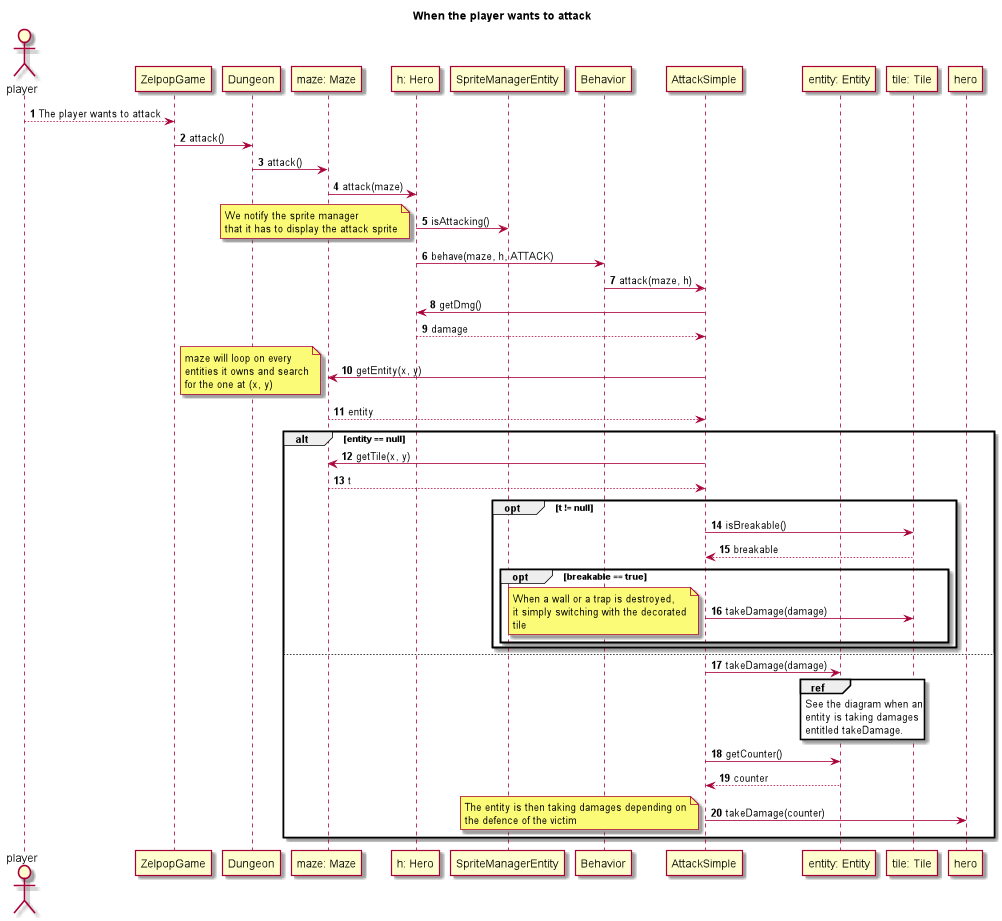 When the player wants to attack
player
ZelpopGame
Dungeon
maze: Maze
h: Hero
SpriteManagerEntity
Behavior
AttackSimple
entity: Entity
tile: Tile
hero
1 The player wants to attack
2 attack()
3 attack()
4 attack(maze)
We notify the sprite manager
that it has to display the attack sprite
5 isAttacking()
6 behave(maze, h, ATTACK)
7 attack(maze, h)
8 getDmg()
9 damage
maze will loop on every
entities it owns and search
for the one at (x, y)
10 getEntity(x, y)
11 entity
alt [entity == null]
12 getTile(x, y)
13 t
opt [t != null]
14 isBreakable()
15 breakable
opt [breakable == true]
When a wall or a trap is destroyed,
it simply switching with the decorated
tile
16 takeDamage(damage)
17 takeDamage(damage)
ref
See the diagram when an
entity is taking damages
entitled takeDamage.
18 getCounter()
19 counter
The entity is then taking damages depending on
the defence of the victim
20 takeDamage(counter)
player
ZelpopGame
Dungeon
maze: Maze
h: Hero
SpriteManagerEntity
Behavior
AttackSimple
entity: Entity
tile: Tile
hero